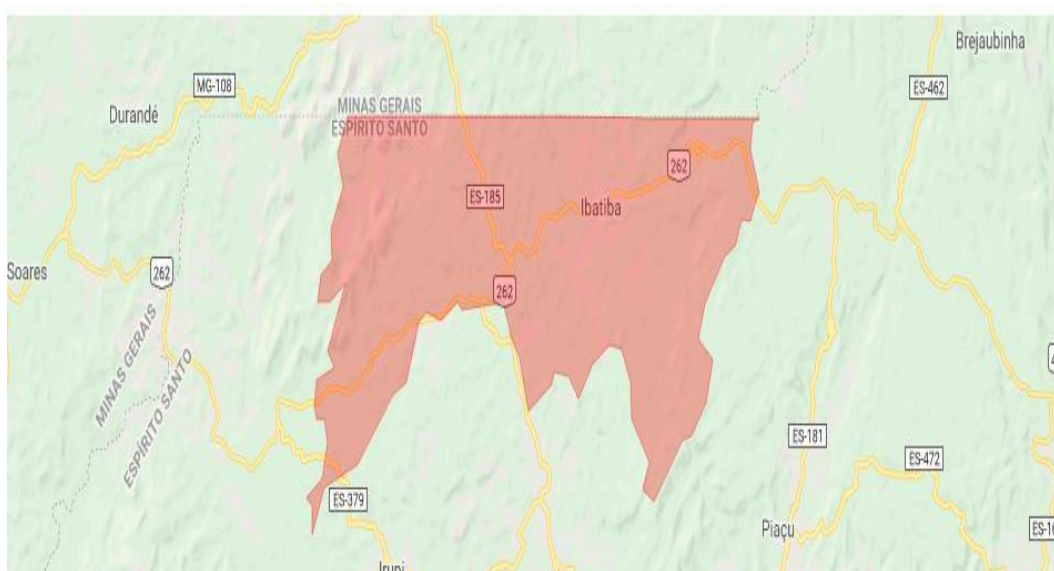 Brejaubinha
MG-108
ES-462
Durandé
MINAS GERAIS
ESPÍRITO SANTO
262
ES-185
Ibatiba
Soares
262
262
MINAS GERAIS
ESPÍRITO SANTO
ES-181
ES-472
ES-379
Piaçu